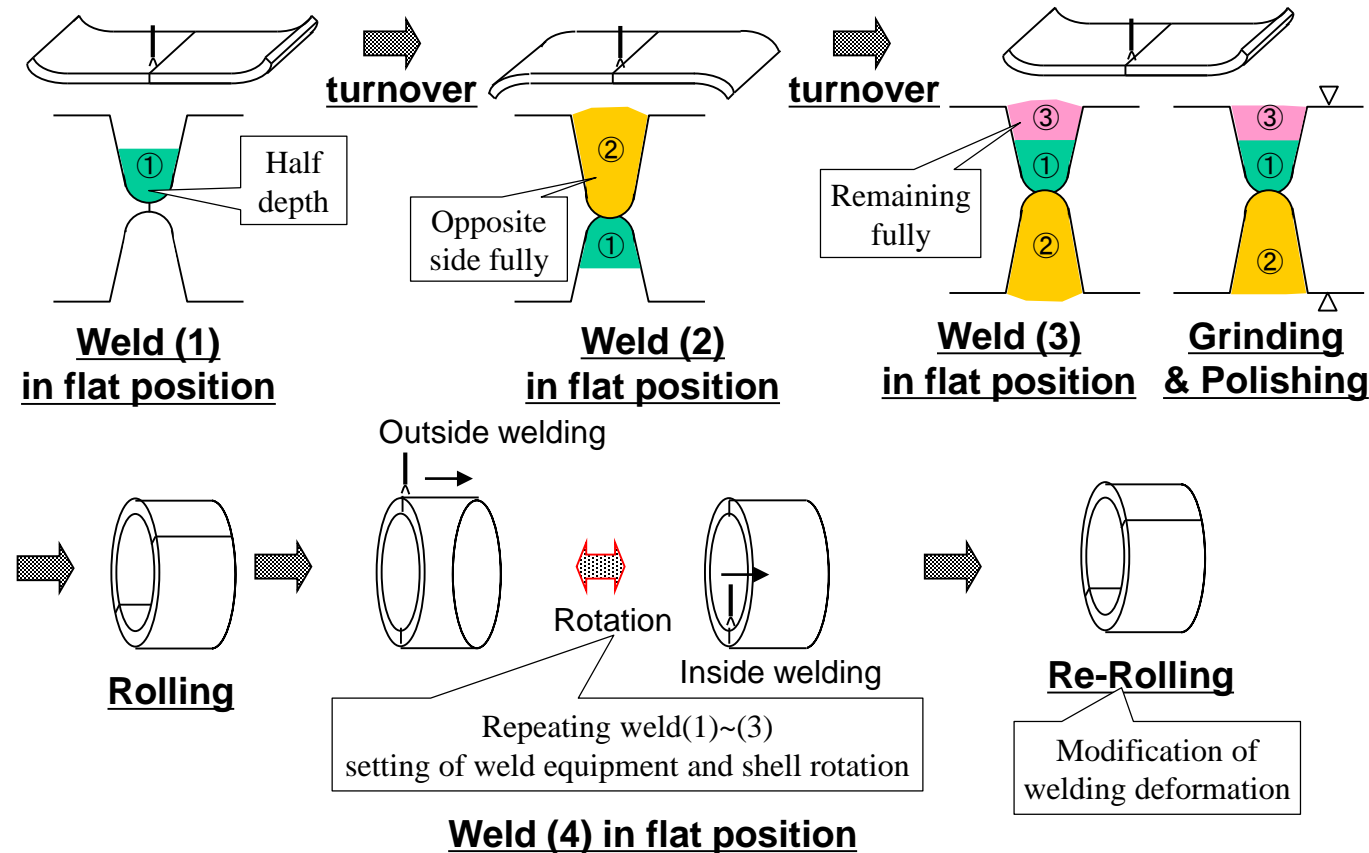 turnover
turnover
①
Half
depth
②
Opposite
side fully
①
③
①
Remaining
fully
②
③
①
②
Weld (1)
in flat position
Weld (2)
in flat position
Weld (3)
in flat position
Grinding
& Polishing
Outside welding
Rotation
Inside welding
Rolling
Repeating weld(1)~(3)
setting of weld equipment and shell rotation
Re-Rolling
Modification of
welding deformation
Weld (4) in flat position